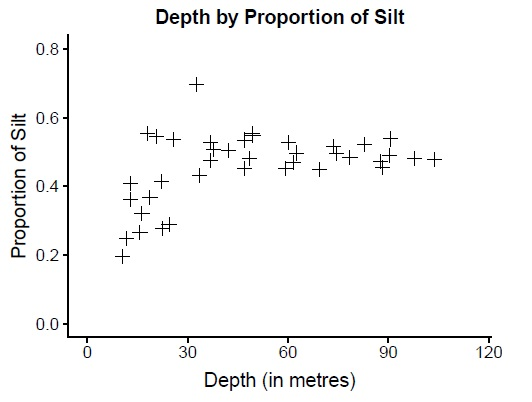 Depth by Proportion of Silt
0.8
0.6
0.4
0.2
0.0
Proportion of Silt
0 30 60 90 120
Depth (in metres)